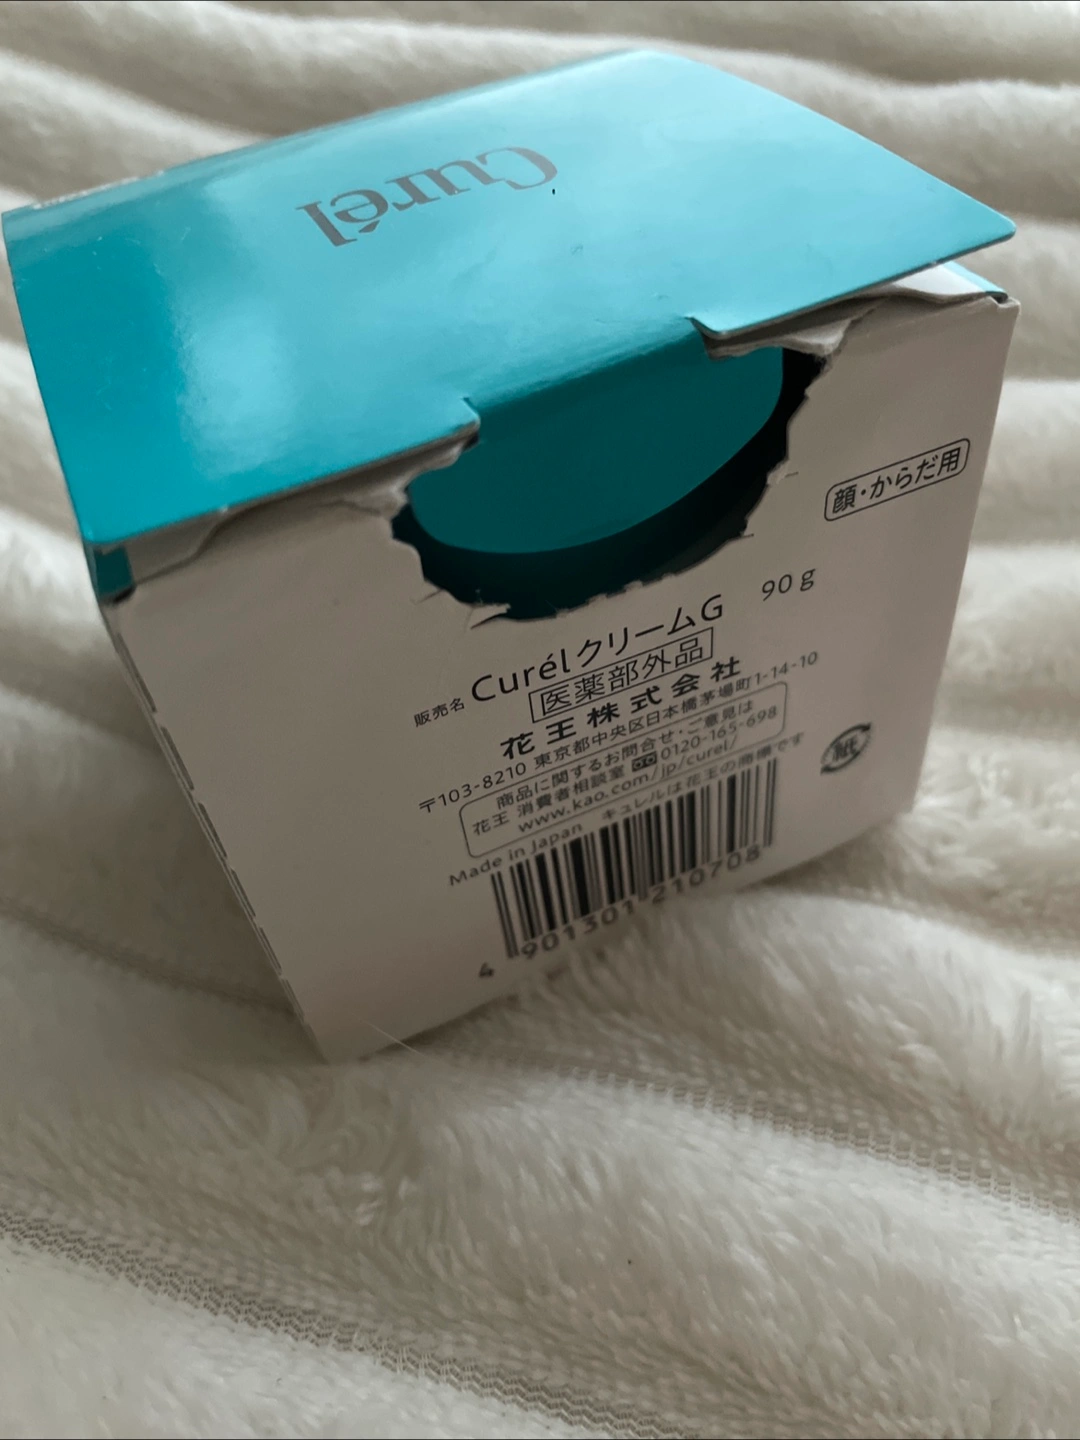 Curél
顔・からだ用
販売名 CurélクリームG 90 g
医薬部外品
花王株式会社
〒103-8210 東京都中央区日本橋茅場町1-14-10
商品に関するお問合せ・ご意見は
花王 消費者相談室 0120-165-698
www.kao.com/jp/curel/
Made in Japan キュレルは花王の商標です
紙
4 901301 210708